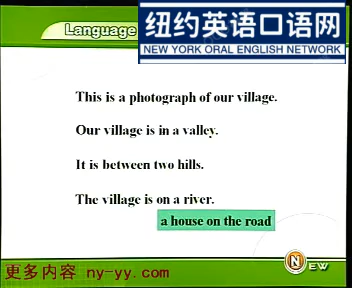 Language
纽约英语口语网
NEW YORK ORAL ENGLISH NETWORK
This is a photograph of our village.
Our village is in a valley.
It is between two hills.
The village is on a river.
a house on the road
NEW
更多内容 ny-yy.com